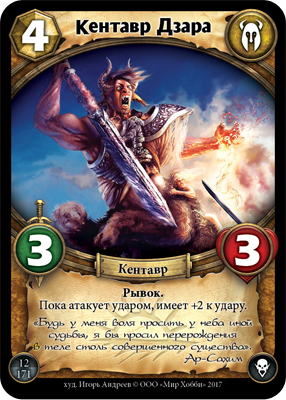 4
Кентавр Дзара
3
3
Кентавр
Рывок.
Пока атакует ударом, имеет +2 к удару.
«Будь у меня воля просить у неба иной
судьбы, я бы просил перерождения
в теле столь совершенного существа».
Ар-Сахим
12
171
худ. Игорь Андреев © ООО «Мир Хобби» 2017